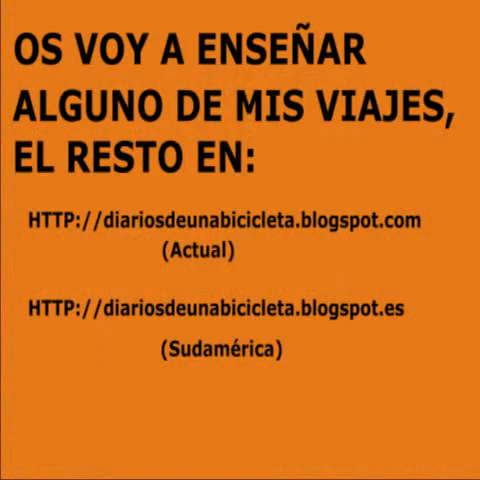 OS VOY A ENSEÑAR
ALGUNO DE MIS VIAJES,
EL RESTO EN:
HTTP://diariosdeunabicicleta.blogspot.com
(Actual)
HTTP://diariosdeunabicicleta.blogspot.es
(Sudamérica)